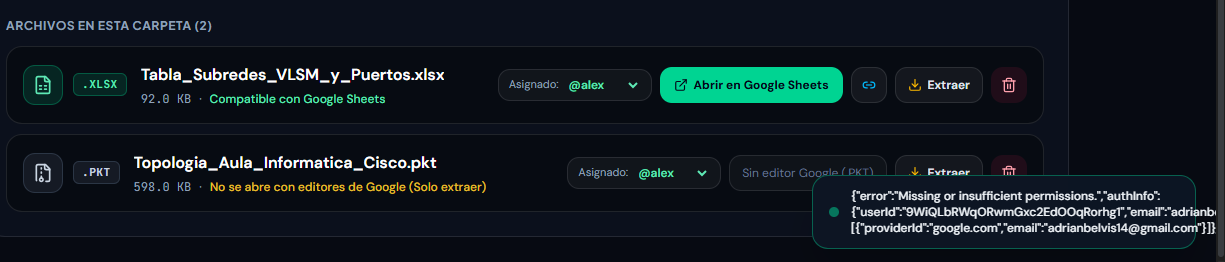 ARCHIVOS EN ESTA CARPETA (2)
.XLSX
Tabla_Subredes_VLSM_y_Puertos.xlsx
92.0 KB · Compatible con Google Sheets
Asignado: @alex
Abrir en Google Sheets
Extraer
.PKT
Topologia_Aula_Informatica_Cisco.pkt
598.0 KB · No se abre con editores de Google (Solo extraer)
Asignado: @alex
Sin editor Google (.PKT)
Extraer
{"error":"Missing or insufficient permissions.","authInfo":
{"userId":"9WiQLbRWqORwmGxc2EdOOqRorhg1","email":"adrianbe
[{"providerId":"google.com","email":"adrianbelvis14@gmail.com"}]}